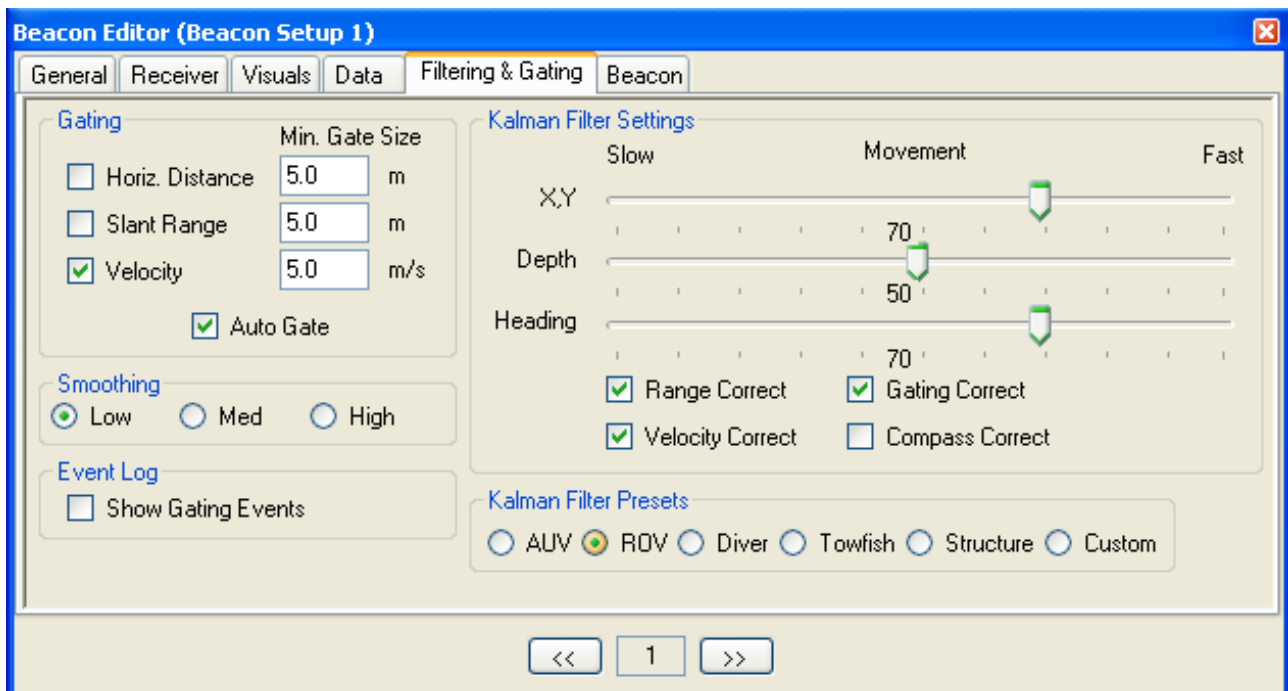 Beacon Editor (Beacon Setup 1)
General Receiver Visuals Data Filtering & Gating Beacon
Gating
Min. Gate Size
Horiz. Distance 5.0 m
Slant Range 5.0 m
Velocity 5.0 m/s
Auto Gate
Smoothing
Low Med High
Event Log
Show Gating Events
Kalman Filter Settings
Slow Movement Fast
X,Y
70
Depth
50
Heading
70
Range Correct Gating Correct
Velocity Correct Compass Correct
Kalman Filter Presets
AUV ROV Diver Towfish Structure Custom
<< 1 >>